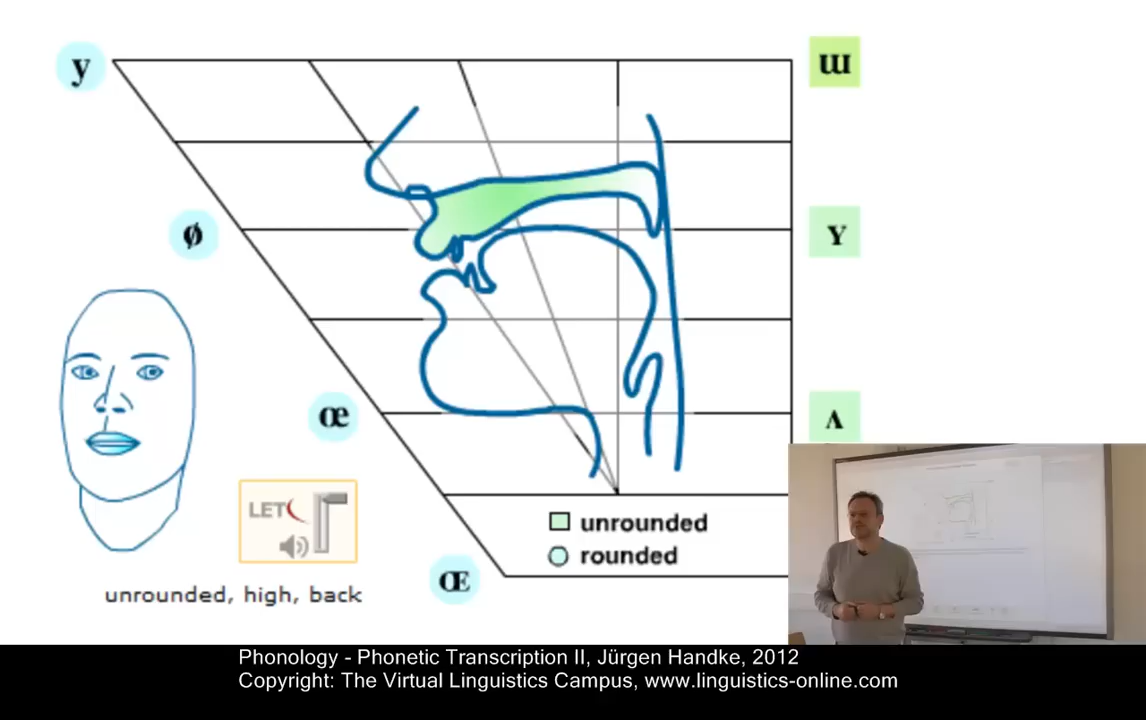 y
ɯ
ø
ɤ
œ
ʌ
LET
unrounded
rounded
Œ
unrounded, high, back
Phonology - Phonetic Transcription II, Jürgen Handke, 2012
Copyright: The Virtual Linguistics Campus, www.linguistics-online.com